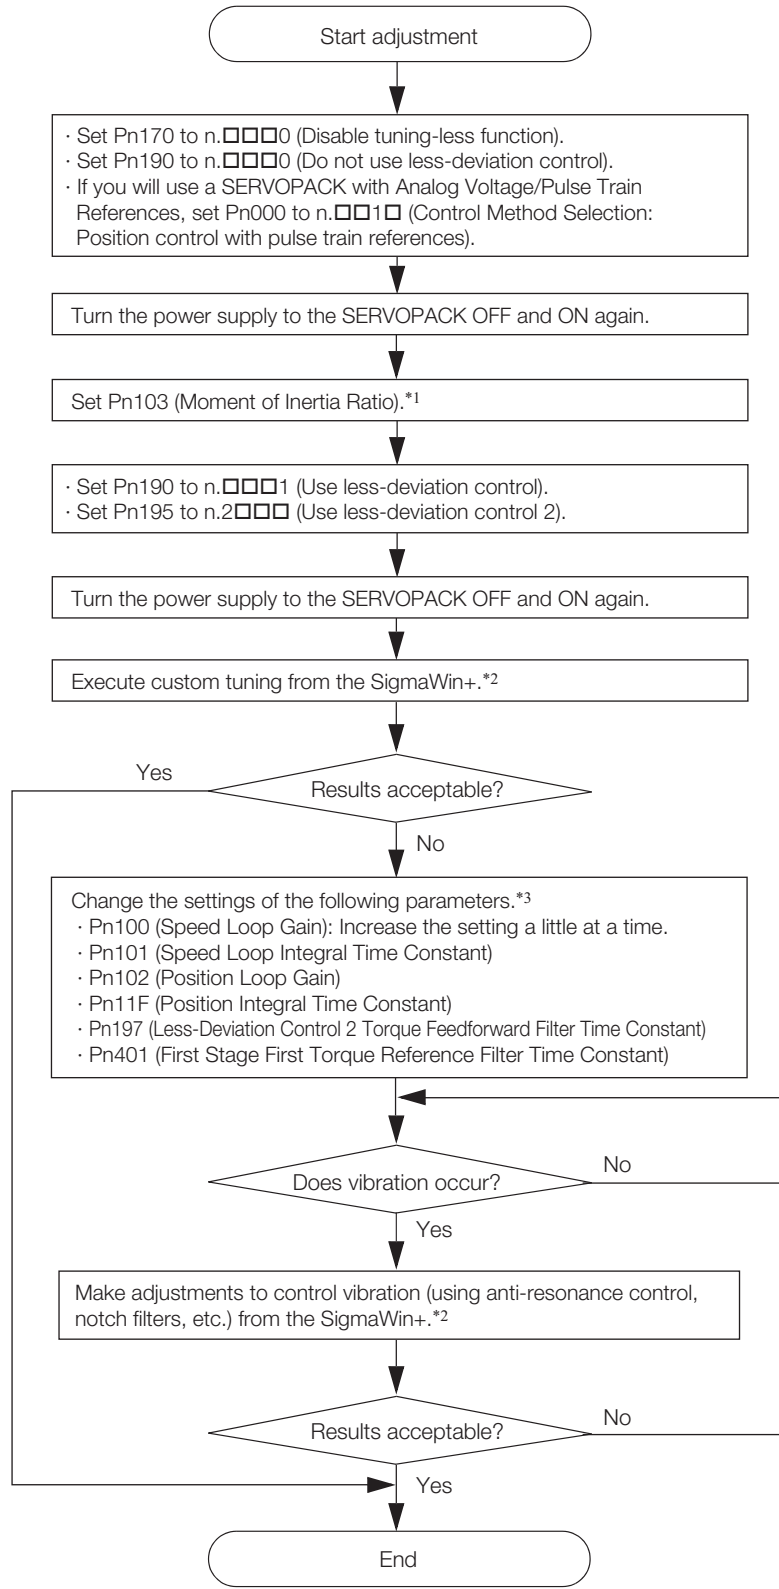 Start adjustment
· Set Pn170 to n.□□□0 (Disable tuning-less function).
· Set Pn190 to n.□□□0 (Do not use less-deviation control).
· If you will use a SERVOPACK with Analog Voltage/Pulse Train
References, set Pn000 to n.□□1□ (Control Method Selection:
Position control with pulse train references).
Turn the power supply to the SERVOPACK OFF and ON again.
Set Pn103 (Moment of Inertia Ratio).*1
· Set Pn190 to n.□□□1 (Use less-deviation control).
· Set Pn195 to n.2□□□ (Use less-deviation control 2).
Turn the power supply to the SERVOPACK OFF and ON again.
Execute custom tuning from the SigmaWin+.*2
Yes
Results acceptable?
No
Change the settings of the following parameters.*3
· Pn100 (Speed Loop Gain): Increase the setting a little at a time.
· Pn101 (Speed Loop Integral Time Constant)
· Pn102 (Position Loop Gain)
· Pn11F (Position Integral Time Constant)
· Pn197 (Less-Deviation Control 2 Torque Feedforward Filter Time Constant)
· Pn401 (First Stage First Torque Reference Filter Time Constant)
Does vibration occur?
No
Yes
Make adjustments to control vibration (using anti-resonance control,
notch filters, etc.) from the SigmaWin+.*2
Results acceptable?
No
Yes
End